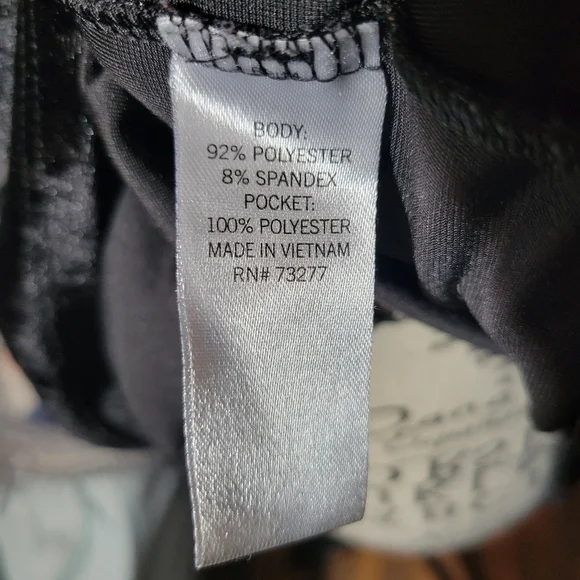 BODY:
92% POLYESTER
8% SPANDEX
POCKET:
100% POLYESTER
MADE IN VIETNAM
RN# 73277